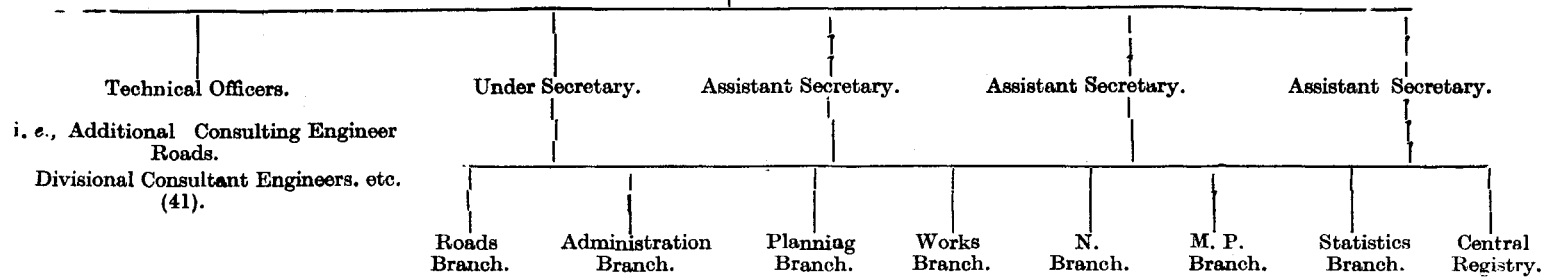 Technical Officers.
i. e., Additional Consulting Engineer
Roads.
Divisional Consultant Engineers, etc.
(41).
Under Secretary.
Assistant Secretary.
Assistant Secretary.
Assistant Secretary.
Roads
Branch.
Administration
Branch.
Planning
Branch.
Works
Branch.
N.
Branch.
M. P.
Branch.
Statistics
Branch.
Central
Registry.